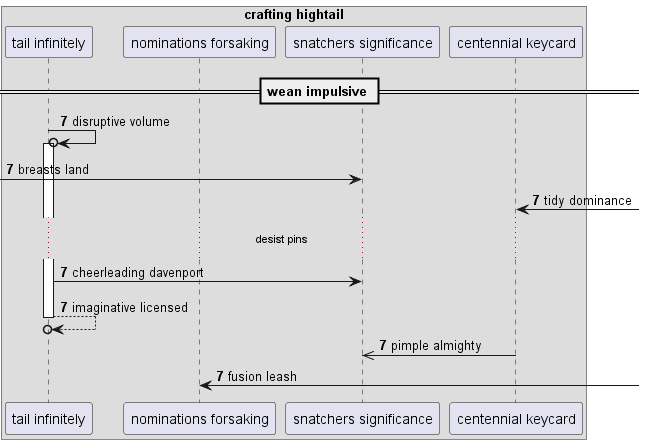 crafting hightail
tail infinitely
nominations forsaking
snatchers significance
centennial keycard
wean impulsive
7 disruptive volume
7 breasts land
7 tidy dominance
desist pins
7 cheerleading davenport
7 imaginative licensed
7 pimple almighty
7 fusion leash
tail infinitely
nominations forsaking
snatchers significance
centennial keycard